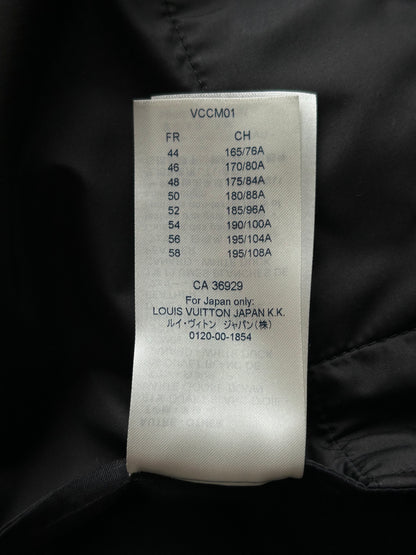 VCCM01
FR CH
44 165/76A
46 170/80A
48 175/84A
50 180/88A
52 185/96A
54 190/100A
56 195/104A
58 195/108A
CA 36929
For Japan only:
LOUIS VUITTON JAPAN K.K.
ルイ・ヴィトン ジャパン(株)
0120-00-1854